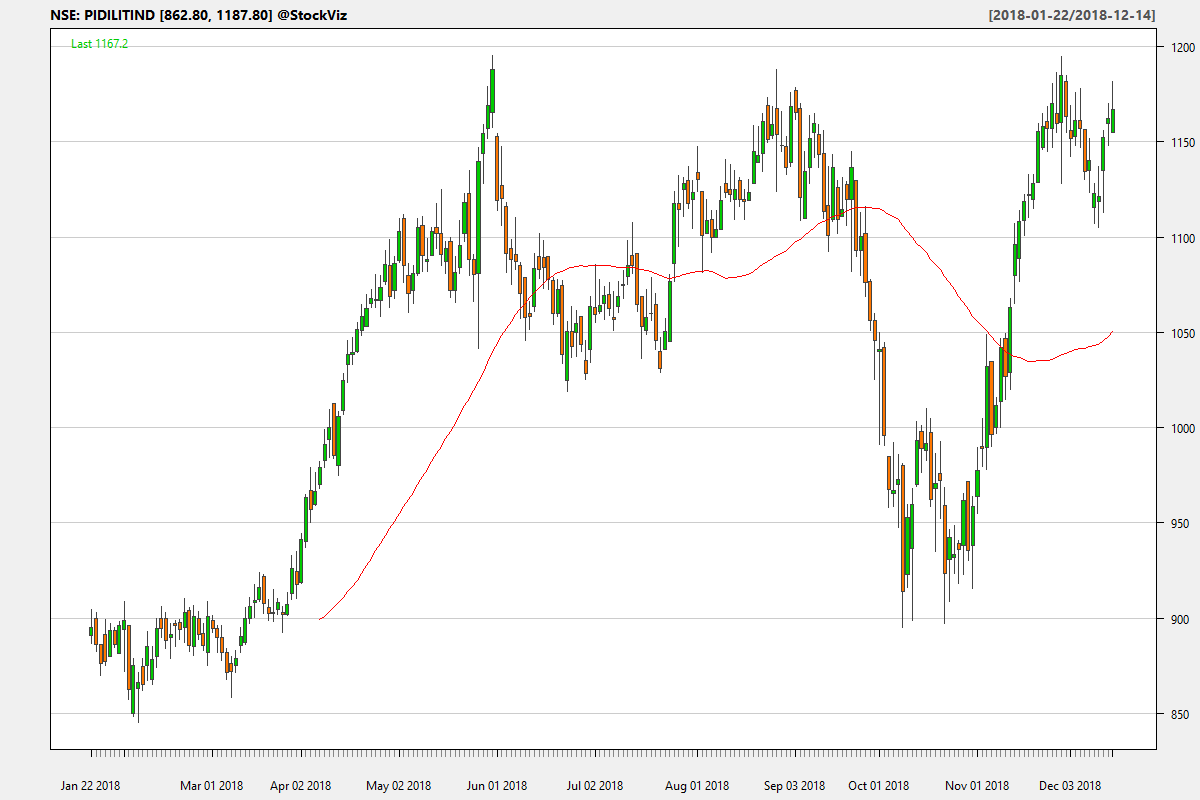 NSE: PIDILITIND [862.80, 1187.80] @StockViz
[2018-01-22/2018-12-14]
Last 1167.2
1200
1150
1100
1050
1000
950
900
850
Jan 22 2018
Mar 01 2018
Apr 02 2018
May 02 2018
Jun 01 2018
Jul 02 2018
Aug 01 2018
Sep 03 2018
Oct 01 2018
Nov 01 2018
Dec 03 2018